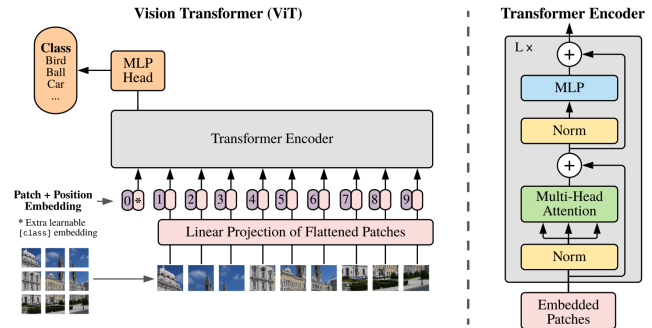 Vision Transformer (ViT)
Class
Bird
Ball
Car
...
MLP
Head
Transformer Encoder
Patch + Position
Embedding
* Extra learnable
[class] embedding
0 * 1 2 3 4 5 6 7 8 9
Linear Projection of Flattened Patches
Transformer Encoder
L x
+
MLP
Norm
+
Multi-Head
Attention
Norm
Embedded
Patches